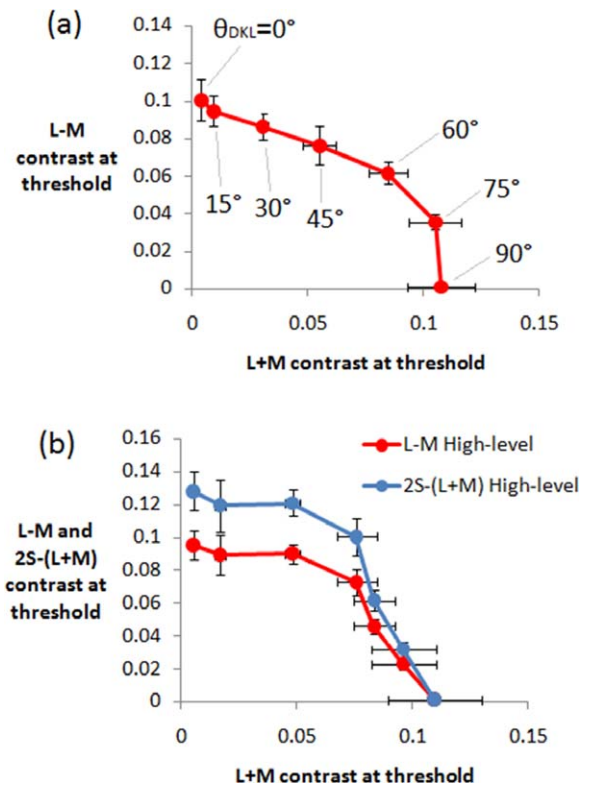 (a)
0.14
0.12
0.1
0.08
0.06
0.04
0.02
0
L-M
contrast at
threshold
θDKL=0°
15°
30°
45°
60°
75°
90°
0
0.05
0.1
0.15
L+M contrast at threshold
(b)
0.16
0.14
0.12
0.1
0.08
0.06
0.04
0.02
0
L-M and
2S-(L+M)
contrast at
threshold
L-M High-level
2S-(L+M) High-level
0
0.05
0.1
0.15
L+M contrast at threshold